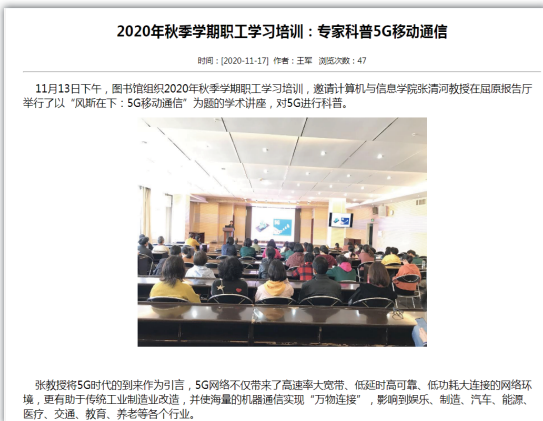 2020年秋季学期职工学习培训：专家科普5G移动通信
时间：[2020-11-17] 作者：王军 浏览次数：47
11月13日下午，图书馆组织2020年秋季学期职工学习培训，邀请计算机与信息学院张清河教授在屈原报告厅
举行了以“风斯在下：5G移动通信”为题的学术讲座，对5G进行科普。
张教授将5G时代的到来作为引言，5G网络不仅带来了高速率大宽带、低延时高可靠、低功耗大连接的网络环
境，更有助于传统工业制造业改造，并使海量的机器通信实现“万物连接”，影响到娱乐、制造、汽车、能源、
医疗、交通、教育、养老等各个行业。